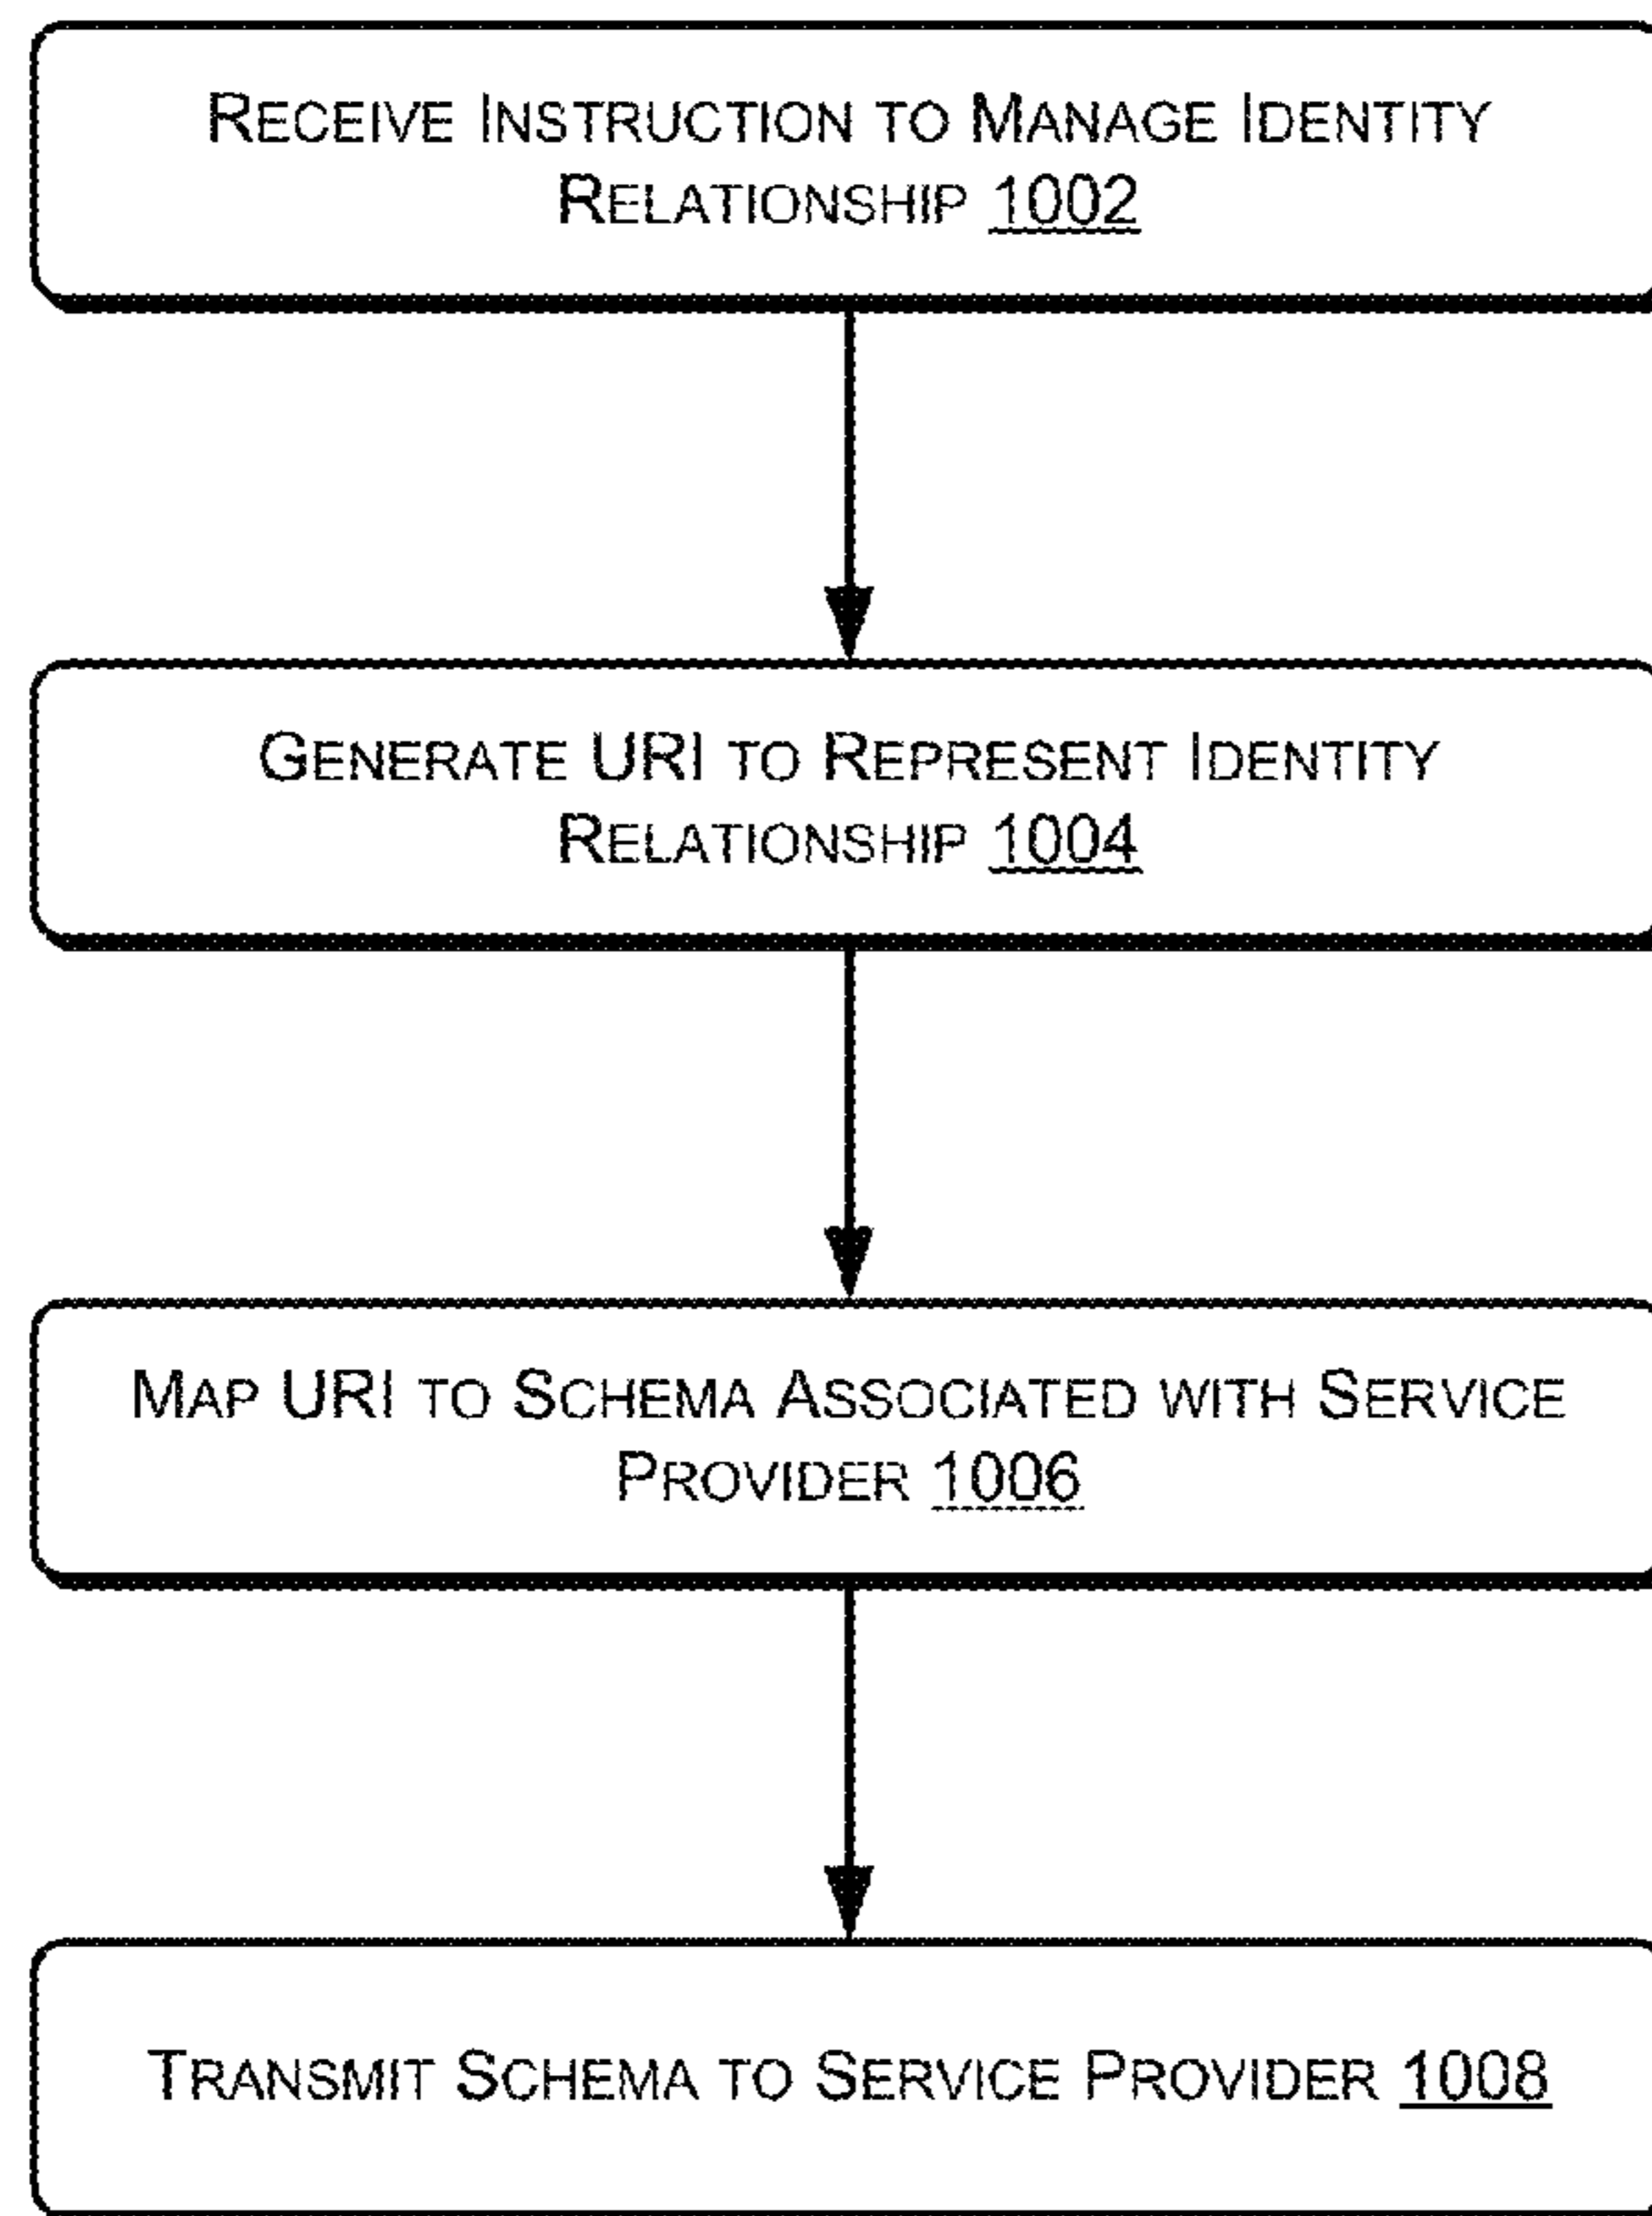 RECEIVE INSTRUCTION TO MANAGE IDENTITY
RELATIONSHIP 1002
GENERATE URI TO REPRESENT IDENTITY
RELATIONSHIP 1004
MAP URI TO SCHEMA ASSOCIATED WITH SERVICE
PROVIDER 1006
TRANSMIT SCHEMA TO SERVICE PROVIDER 1008